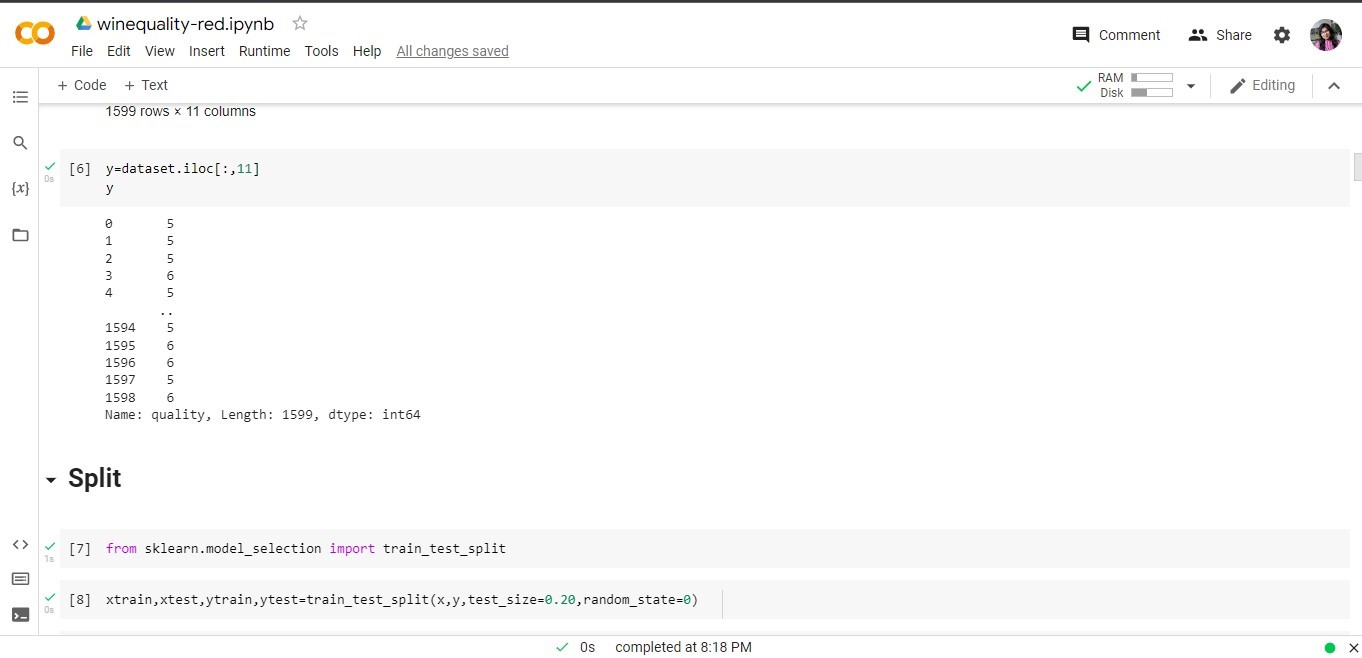 winequality-red.ipynb
File Edit View Insert Runtime Tools Help All changes saved
Comment Share
+ Code + Text
RAM
Disk
Editing
1599 rows × 11 columns
{x}
[6] y=dataset.iloc[:,11]
0s
y
0 5
1 5
2 5
3 6
4 5
..
1594 5
1595 6
1596 6
1597 5
1598 6
Name: quality, Length: 1599, dtype: int64
Split
[7] from sklearn.model_selection import train_test_split
1s
[8] xtrain,xtest,ytrain,ytest=train_test_split(x,y,test_size=0.20,random_state=0)
0s
0s completed at 8:18 PM